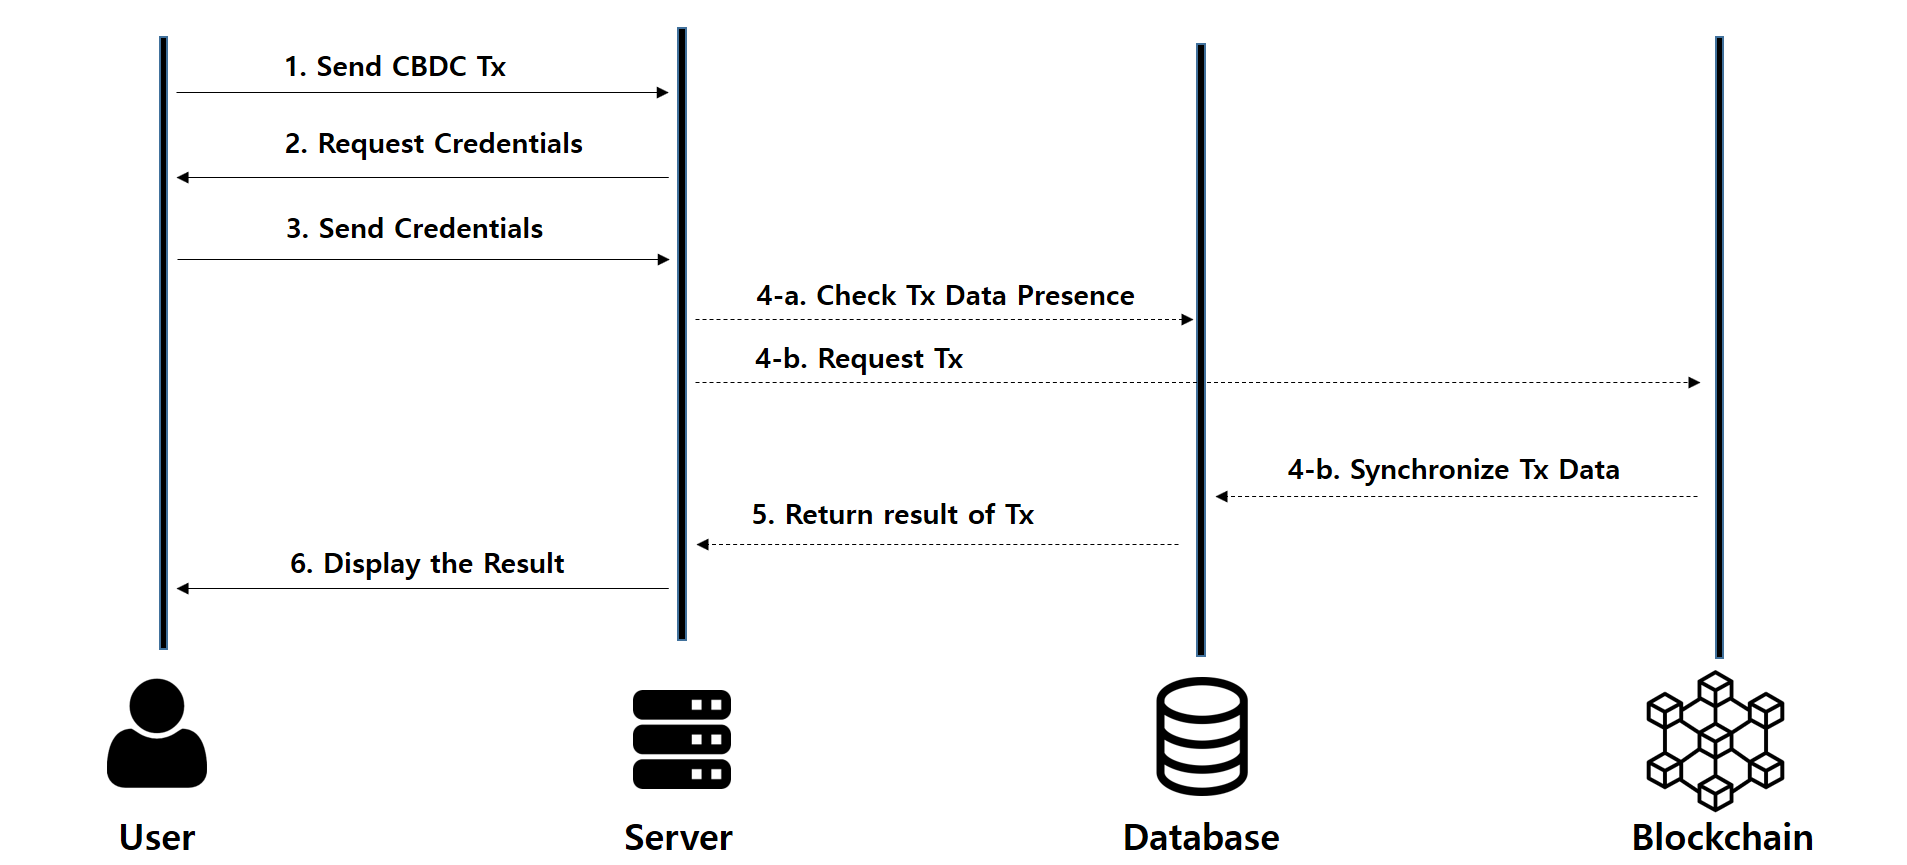 1. Send CBDC Tx
2. Request Credentials
3. Send Credentials
4-a. Check Tx Data Presence
4-b. Request Tx
4-b. Synchronize Tx Data
5. Return result of Tx
6. Display the Result
User
Server
Database
Blockchain